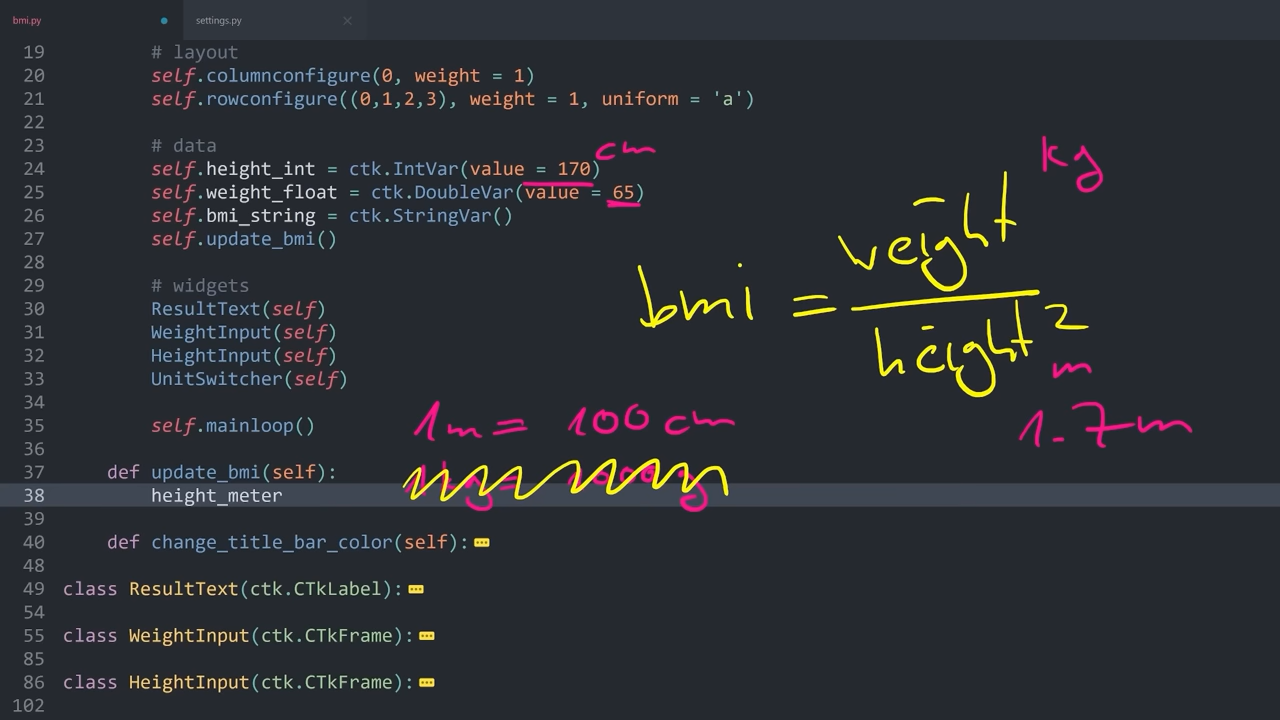 bmi.py settings.py ×
19 # layout
20 self.columnconfigure(0, weight = 1)
21 self.rowconfigure((0,1,2,3), weight = 1, uniform = 'a')
22
23 # data
cm
kg
24 self.height_int = ctk.IntVar(value = 170)
25 self.weight_float = ctk.DoubleVar(value = 65)
26 self.bmi_string = ctk.StringVar()
27 self.update_bmi()
28
bmi = weight
height²
m
1.7m
29 # widgets
30 ResultText(self)
31 WeightInput(self)
32 HeightInput(self)
33 UnitSwitcher(self)
34
35 self.mainloop()
1m = 100 cm
36
37 def update_bmi(self):
1kg = 1000g
38 height_meter
39
40 def change_title_bar_color(self):
48
49 class ResultText(ctk.CTkLabel):
54
55 class WeightInput(ctk.CTkFrame):
85
86 class HeightInput(ctk.CTkFrame):
102